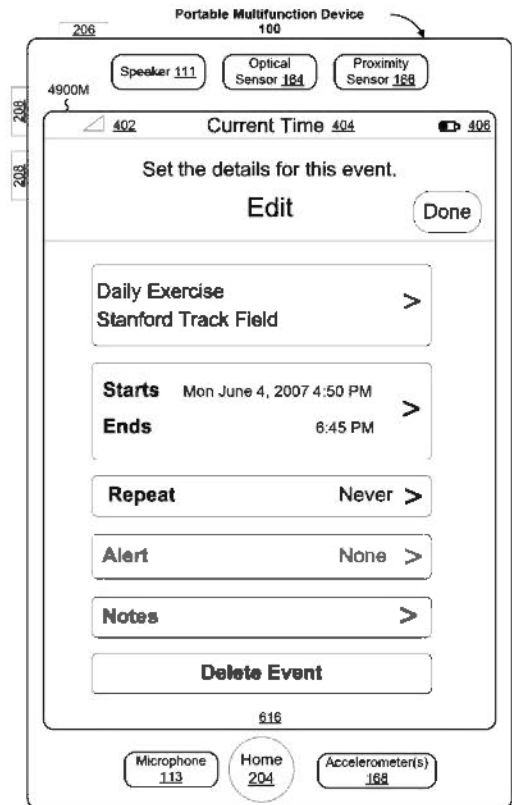 Portable Multifunction Device
100
206
Speaker 111
Optical
Sensor 164
Proximity
Sensor 166
4900M
208
208
402
Current Time 404
406
Set the details for this event.
Edit
Done
Daily Exercise
Stanford Track Field
>
Starts Mon June 4, 2007 4:50 PM
Ends 6:45 PM
>
Repeat Never >
Alert None >
Notes >
Delete Event
616
Microphone
113
Home
204
Accelerometer(s)
168